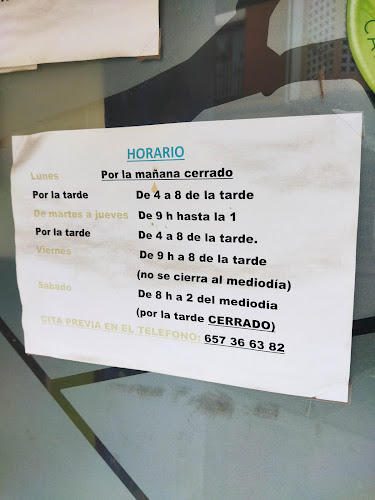 HORARIO
Lunes Por la mañana cerrado
Por la tarde De 4 a 8 de la tarde
De martes a jueves De 9 h hasta la 1
Por la tarde De 4 a 8 de la tarde.
Viernes De 9 h a 8 de la tarde
(no se cierra al mediodía)
Sábado De 8 h a 2 del mediodia
(por la tarde CERRADO)
CITA PREVIA EN EL TELEFONO: 657 36 63 82
CA